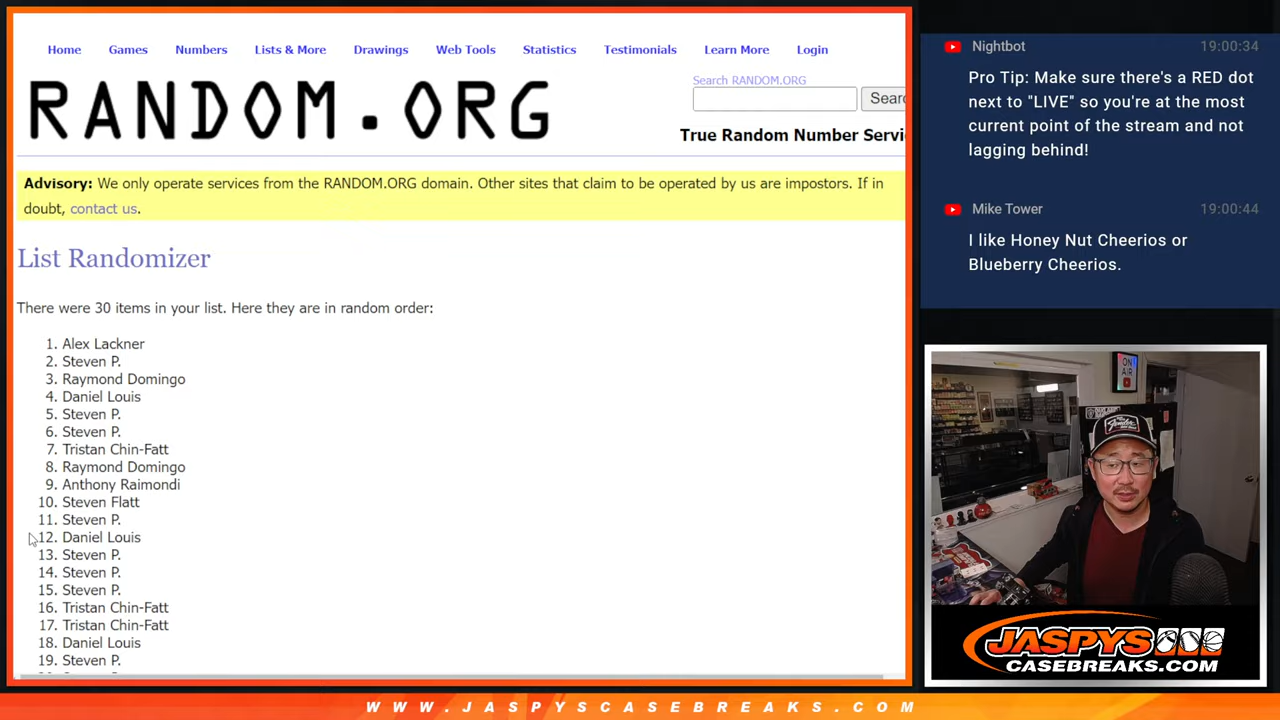 Home Games Numbers Lists & More Drawings Web Tools Statistics Testimonials Learn More Login
RANDOM.ORG
Search RANDOM.ORG
Searc
True Random Number Servi
Advisory: We only operate services from the RANDOM.ORG domain. Other sites that claim to be operated by us are impostors. If in
doubt, contact us.
List Randomizer
There were 30 items in your list. Here they are in random order:
1. Alex Lackner
2. Steven P.
3. Raymond Domingo
4. Daniel Louis
5. Steven P.
6. Steven P.
7. Tristan Chin-Fatt
8. Raymond Domingo
9. Anthony Raimondi
10. Steven Flatt
11. Steven P.
12. Daniel Louis
13. Steven P.
14. Steven P.
15. Steven P.
16. Tristan Chin-Fatt
17. Tristan Chin-Fatt
18. Daniel Louis
19. Steven P.
Nightbot 19:00:34
Pro Tip: Make sure there's a RED dot
next to "LIVE" so you're at the most
current point of the stream and not
lagging behind!
Mike Tower 19:00:44
I like Honey Nut Cheerios or
Blueberry Cheerios.
ON
AIR
Fender
JASPYS
CASEBREAKS.COM
WWW.JASPYSCASEBREAKS.COM